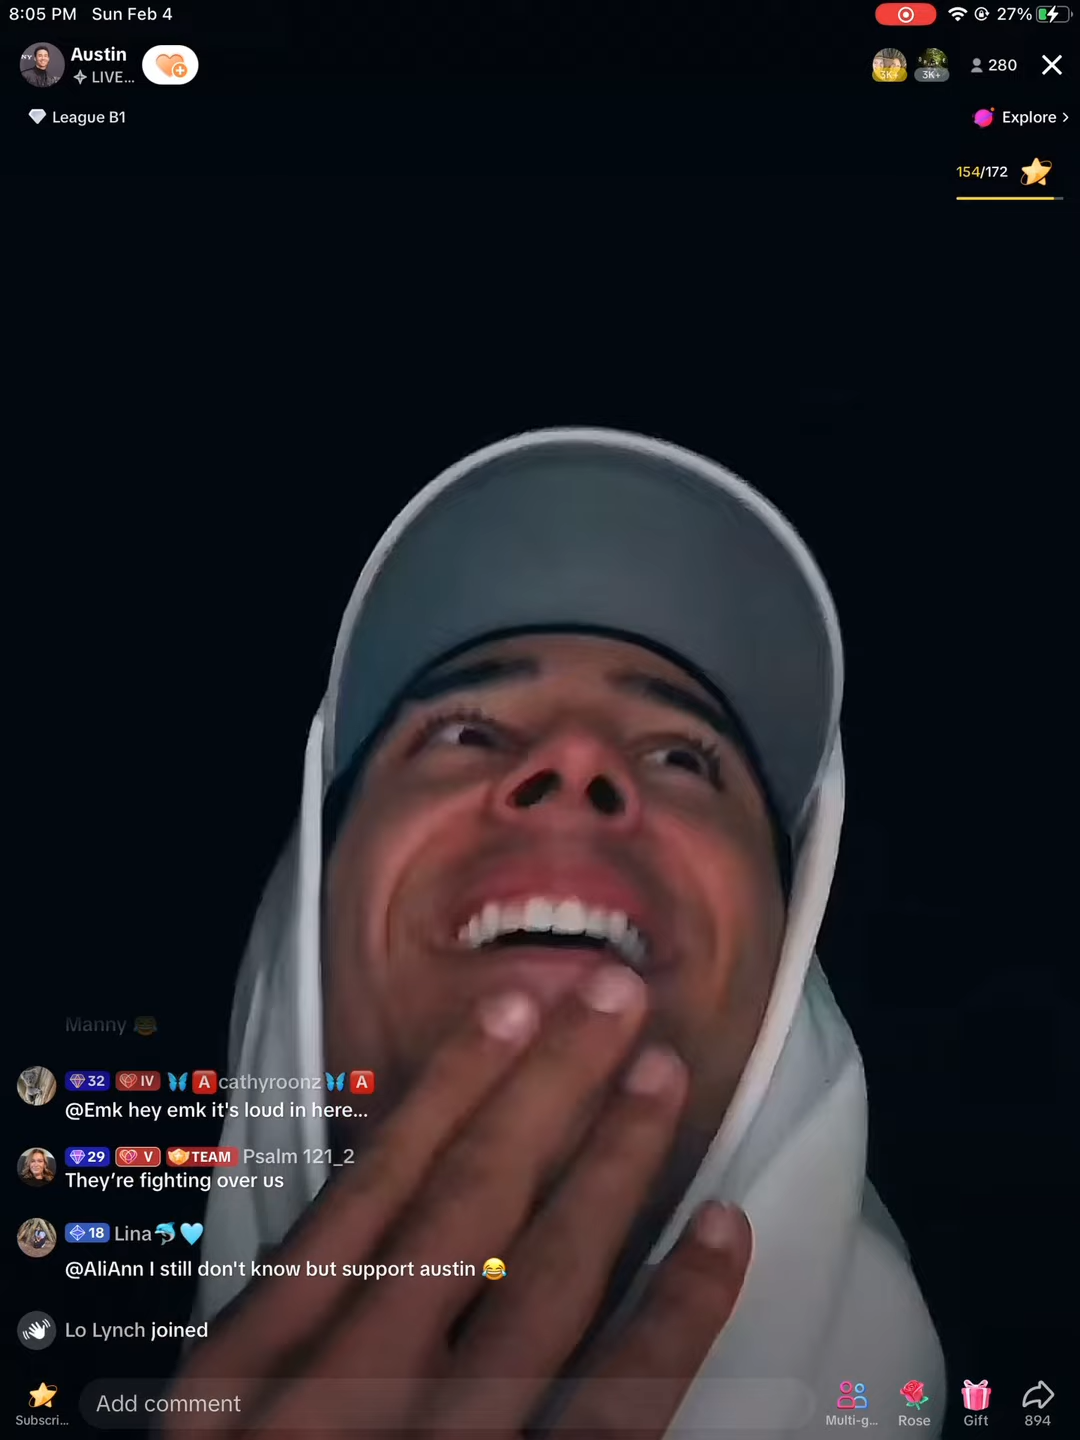 8:05 PM Sun Feb 4
27%
Austin
LIVE...
3K+
3K+
280
League B1
Explore >
154/172
Manny 😂
32 IV 🦋🅰cathyroonz🦋🅰
@Emk hey emk it's loud in here...
29 V TEAM Psalm 121_2
They’re fighting over us
18 Lina🐬🩵
@AliAnn I still don't know but support austin 😂
Lo Lynch joined
Add comment
Subscri...
Multi-g...
Rose
Gift
894